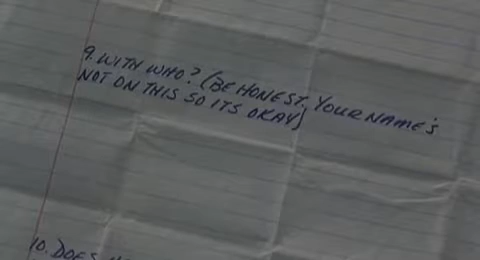 9. WITH WHO? (BE HONEST. YOUR NAME'S
NOT ON THIS SO ITS OKAY)
10. DOES